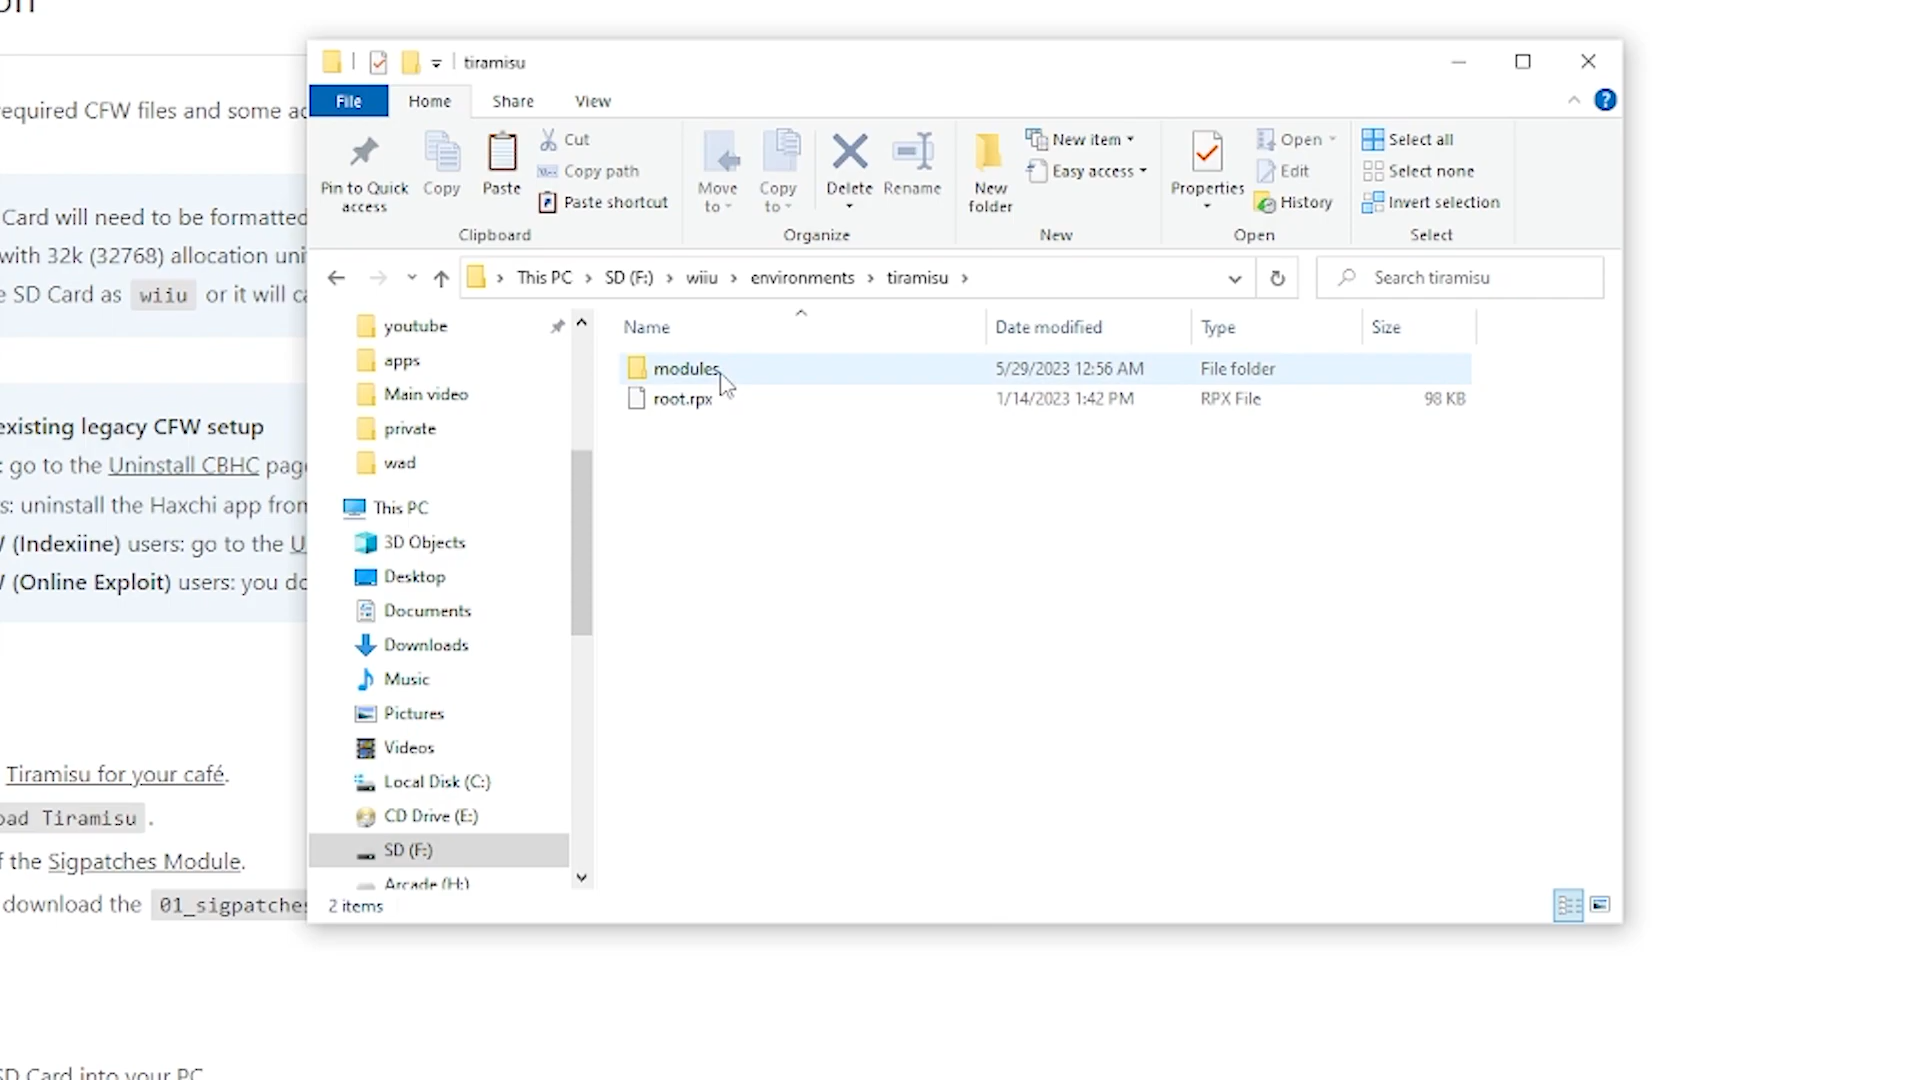 tiramisu
File Home Share View
equired CFW files and some
Card will need to be formatted
with 32k (32768) allocation
SD Card as wiiu or it will
existing legacy CFW setup
: go to the Uninstall CBHC
s: uninstall the Haxchi app
(Indexiine) users: go to the
(Online Exploit) users: you
Tiramisu for your café.
oad Tiramisu .
f the Sigpatches Module.
download the 01_sigpatches
SD Card into your PC
Pin to Quick access
Copy
Paste
Cut
Copy path
Paste shortcut
Clipboard
Move to
Copy to
Delete
Rename
Organize
New folder
New item
Easy access
New
Properties
Open
Edit
History
Open
Select all
Select none
Invert selection
Select
This PC > SD (F:) > wiiu > environments > tiramisu >
Search tiramisu
youtube
apps
Main video
private
wad
This PC
3D Objects
Desktop
Documents
Downloads
Music
Pictures
Videos
Local Disk (C:)
CD Drive (E:)
SD (F:)
Arcade (H:)
Name Date modified Type Size
modules 5/29/2023 12:56 AM File folder
root.rpx 1/14/2023 1:42 PM RPX File 98 KB
2 items